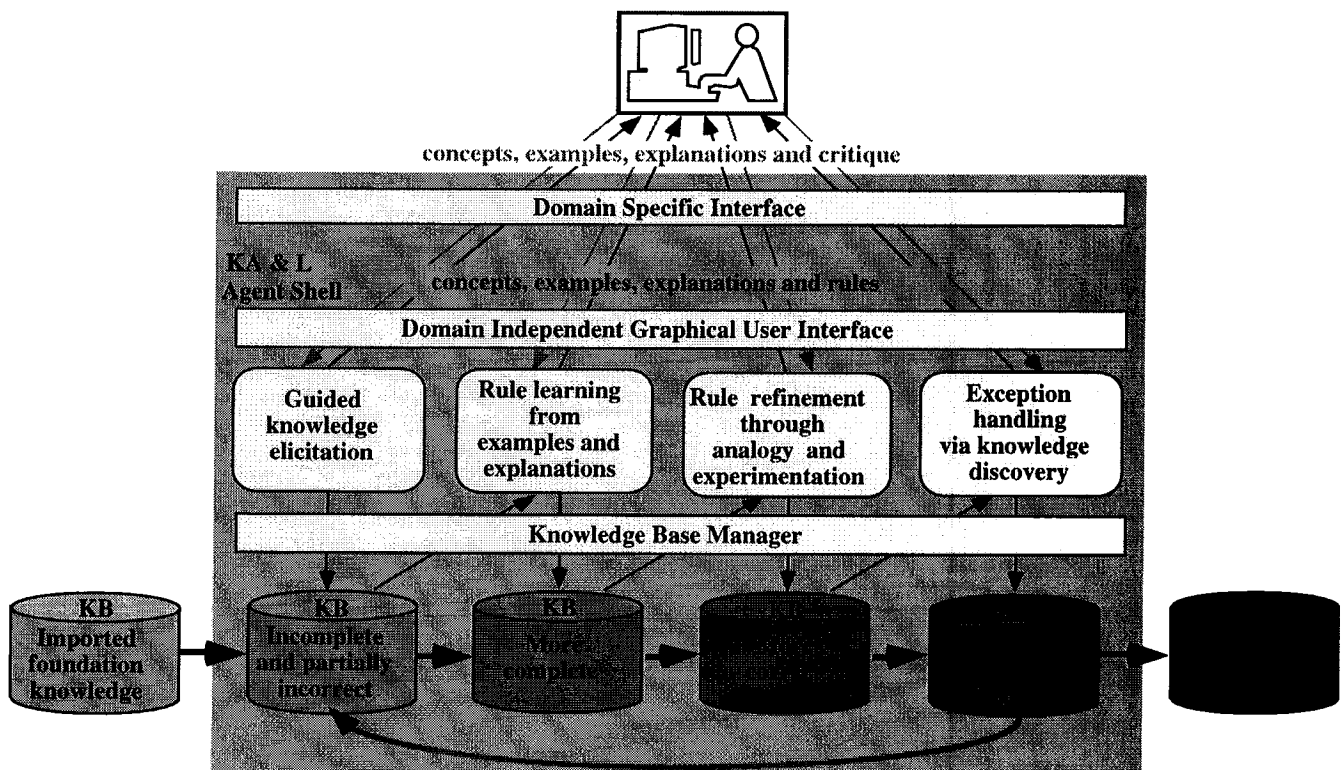 concepts, examples, explanations and critique
Domain Specific Interface
KA & L
Agent Shell
concepts, examples, explanations and rules
Domain Independent Graphical User Interface
Guided
knowledge
elicitation
Rule learning
from
examples and
explanations
Rule refinement
through
analogy and
experimentation
Exception
handling
via knowledge
discovery
Knowledge Base Manager
KB
Imported
foundation
knowledge
KB
Incomplete
and partially
incorrect
KB
More
complete